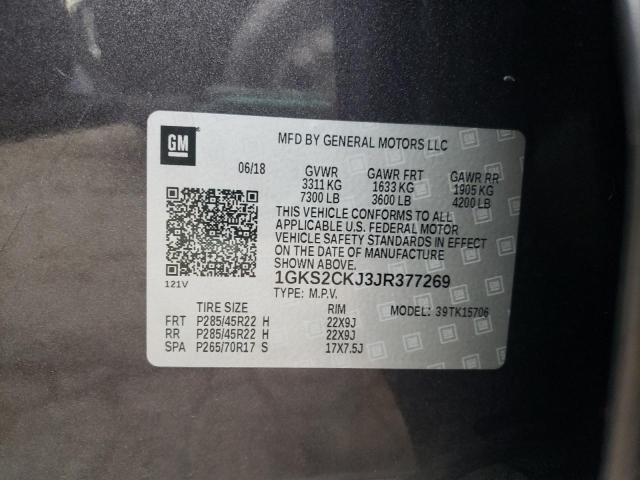 GM
MFD BY GENERAL MOTORS LLC
06/18 GVWR GAWR FRT GAWR RR
3311 KG 1633 KG 1905 KG
7300 LB 3600 LB 4200 LB
THIS VEHICLE CONFORMS TO ALL
APPLICABLE U.S. FEDERAL MOTOR
VEHICLE SAFETY STANDARDS IN EFFECT
ON THE DATE OF MANUFACTURE
SHOWN ABOVE.
121V
1GKS2CKJ3JR377269
TYPE: M.P.V.
TIRE SIZE RIM MODEL: 39TK15706
FRT P285/45R22 H 22X9J
RR P285/45R22 H 22X9J
SPA P265/70R17 S 17X7.5J